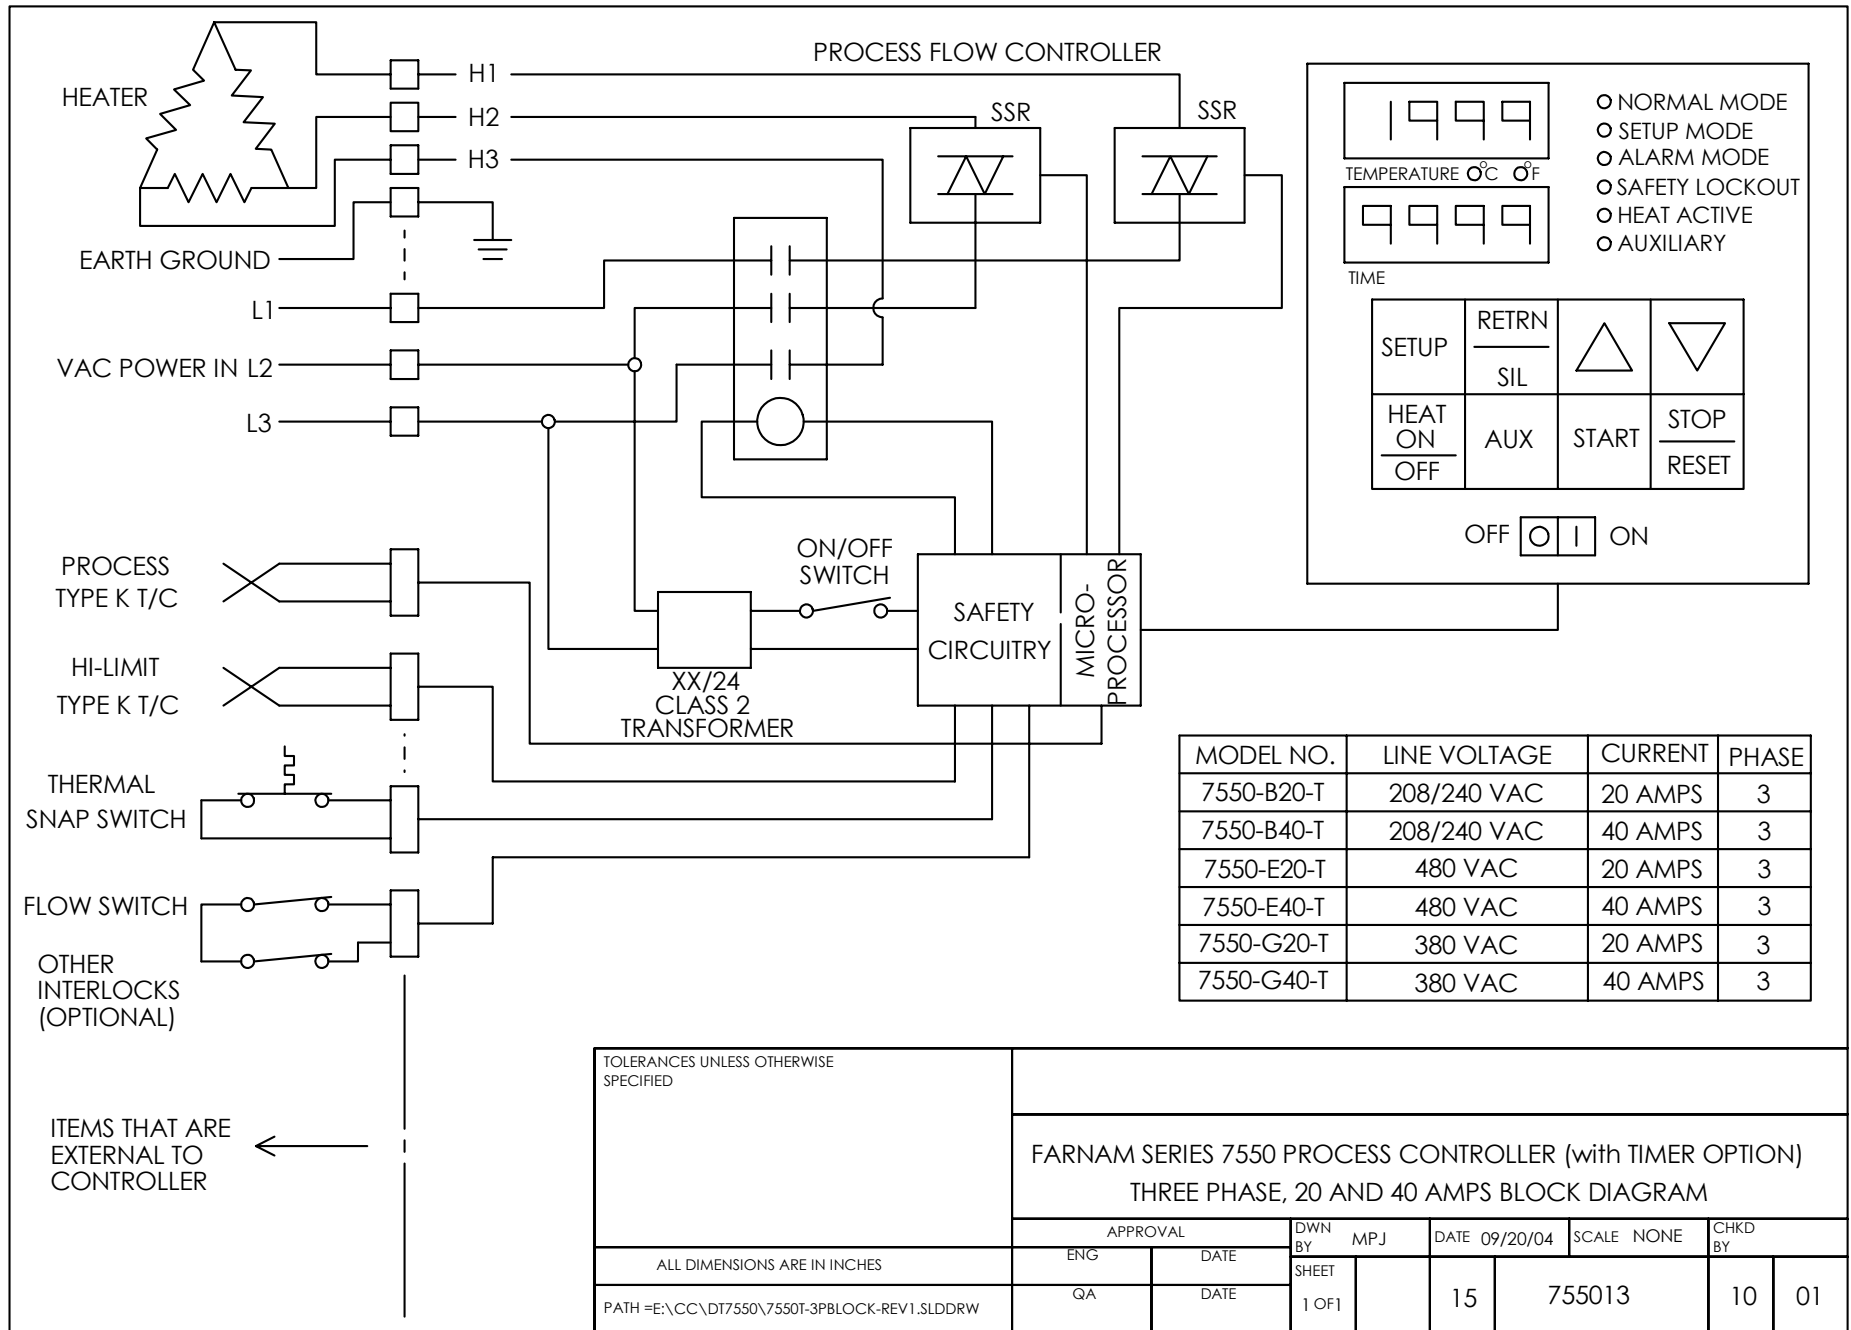 PROCESS FLOW CONTROLLER
HEATER
H1
H2
H3
SSR
SSR
EARTH GROUND
L1
VAC POWER IN L2
L3
PROCESS
TYPE K T/C
HI-LIMIT
TYPE K T/C
THERMAL
SNAP SWITCH
FLOW SWITCH
OTHER
INTERLOCKS
(OPTIONAL)
ITEMS THAT ARE
EXTERNAL TO
CONTROLLER
ON/OFF
SWITCH
XX/24
CLASS 2
TRANSFORMER
SAFETY
CIRCUITRY
MICRO-
PROCESSOR
1999
TEMPERATURE °C °F
9999
TIME
NORMAL MODE
SETUP MODE
ALARM MODE
SAFETY LOCKOUT
HEAT ACTIVE
AUXILIARY
SETUP
RETRN
SIL
HEAT
ON
OFF
AUX
START
STOP
RESET
OFF O I ON
MODEL NO. LINE VOLTAGE CURRENT PHASE
7550-B20-T 208/240 VAC 20 AMPS 3
7550-B40-T 208/240 VAC 40 AMPS 3
7550-E20-T 480 VAC 20 AMPS 3
7550-E40-T 480 VAC 40 AMPS 3
7550-G20-T 380 VAC 20 AMPS 3
7550-G40-T 380 VAC 40 AMPS 3
TOLERANCES UNLESS OTHERWISE
SPECIFIED
ALL DIMENSIONS ARE IN INCHES
PATH =E:\CC\DT7550\7550T-3PBLOCK-REV1.SLDDRW
FARNAM SERIES 7550 PROCESS CONTROLLER (with TIMER OPTION)
THREE PHASE, 20 AND 40 AMPS BLOCK DIAGRAM
APPROVAL
ENG DATE
QA DATE
DWN
BY MPJ
DATE 09/20/04
SCALE NONE
CHKD
BY
SHEET
1 OF1
15
755013
10
01